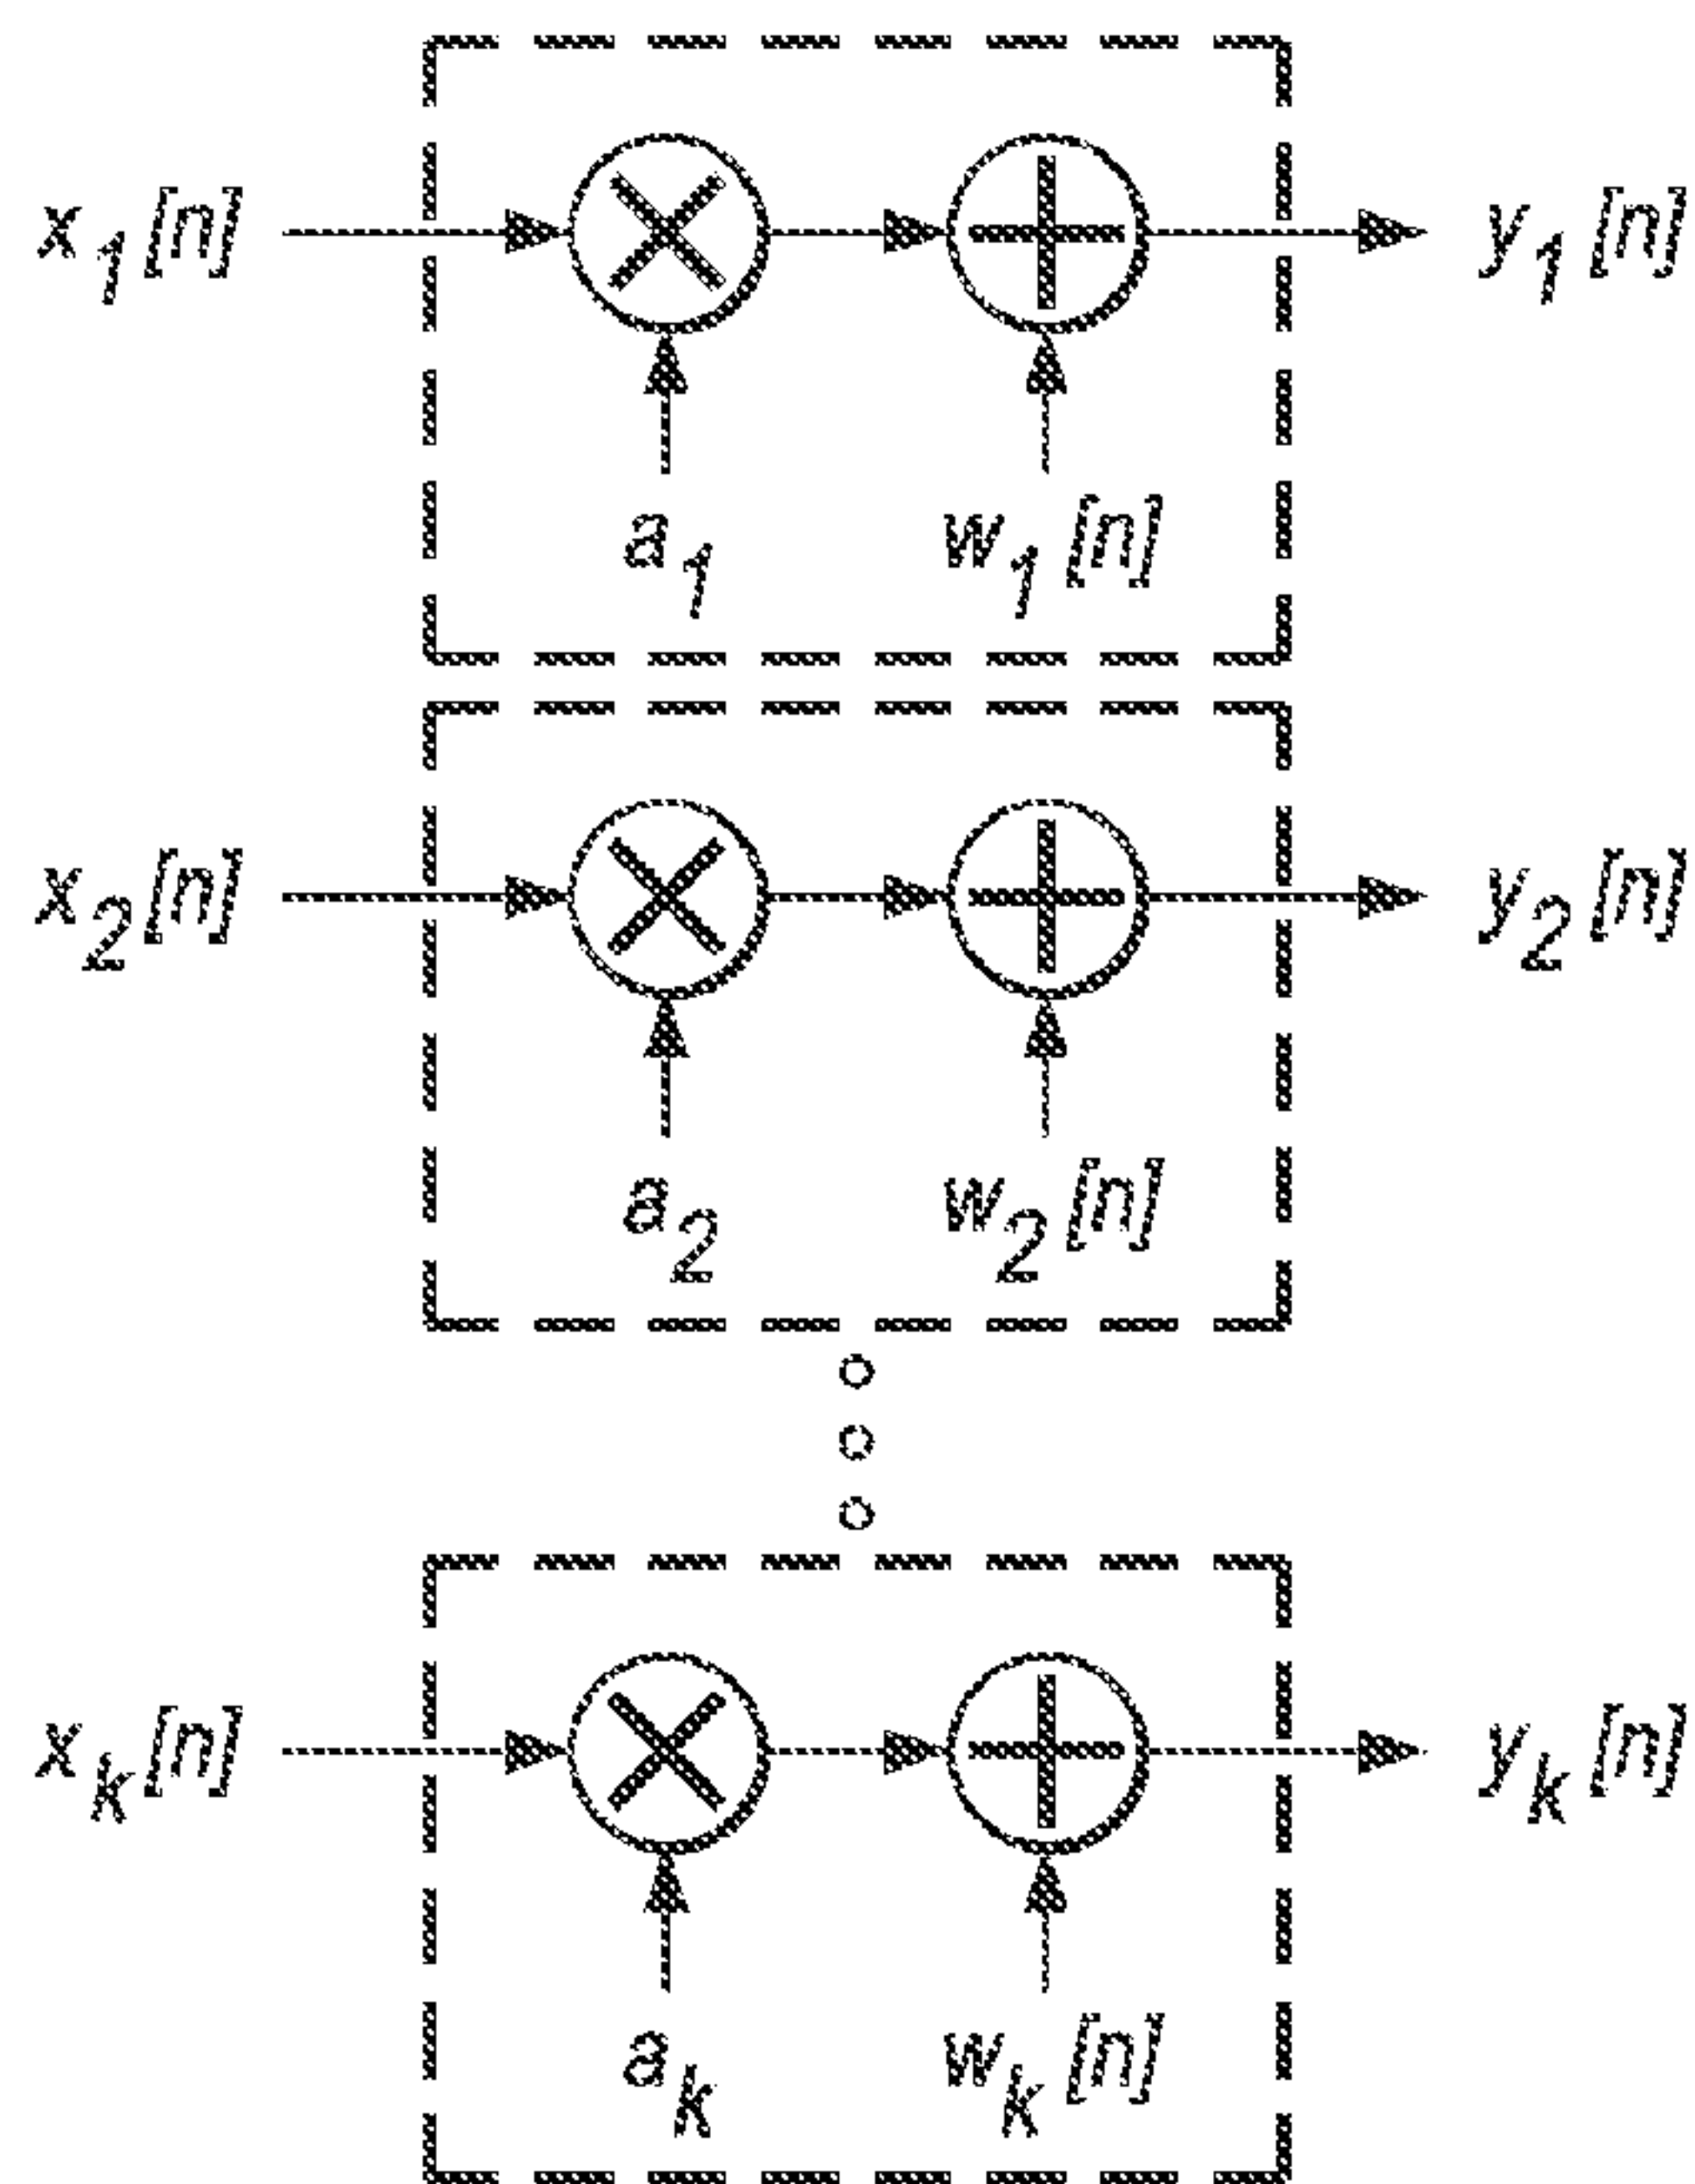 x₁[n] y₁[n]
a₁ w₁[n]
x₂[n] y₂[n]
a₂ w₂[n]
xₖ[n] yₖ[n]
aₖ wₖ[n]